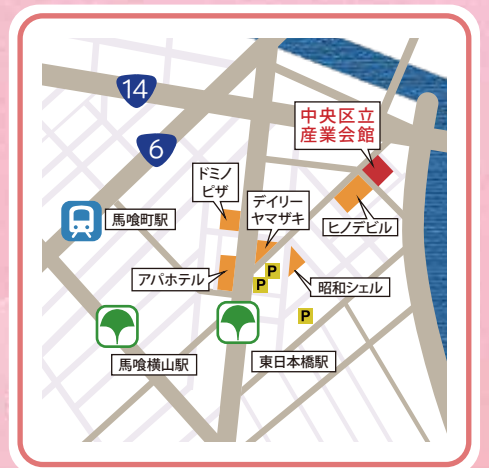 14
6
中央区立
産業会館
ドミノ
ピザ
デイリー
ヤマザキ
馬喰町駅
ヒノデビル
アパホテル
昭和シェル
P
P
P
馬喰横山駅
東日本橋駅